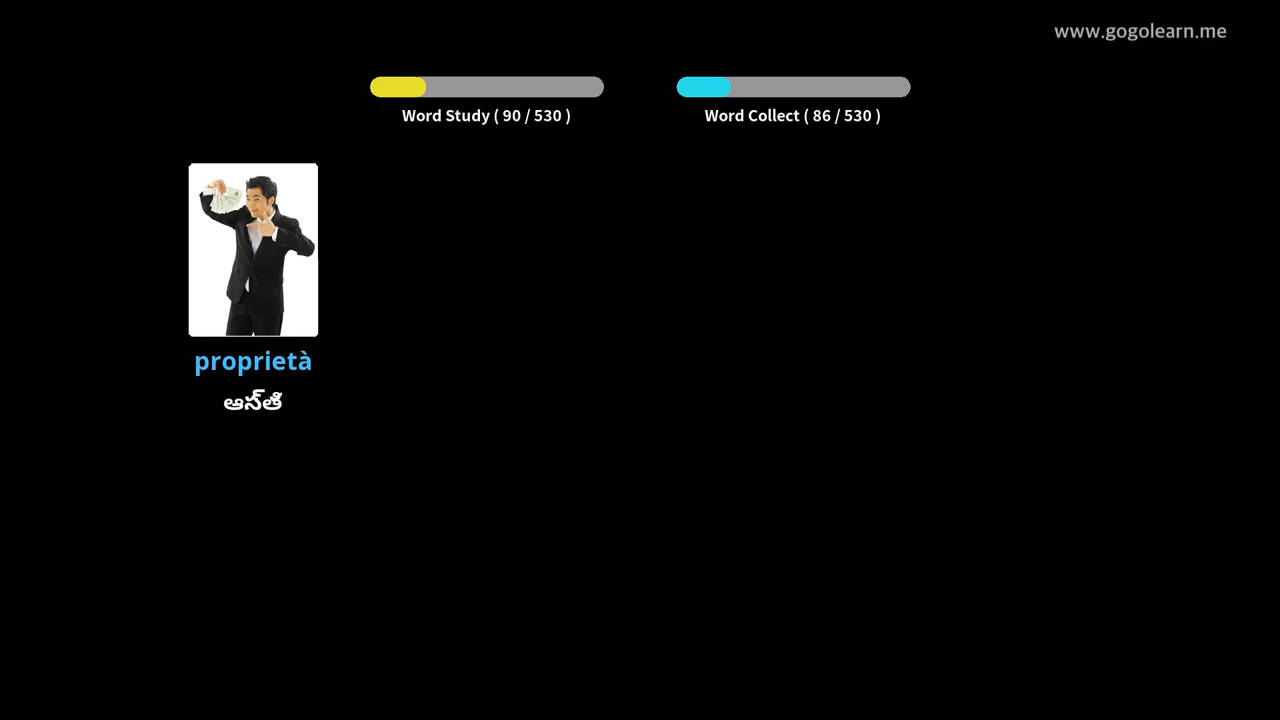 www.gogolearn.me
Word Study ( 90 / 530 )
Word Collect ( 86 / 530 )
proprietà
ఆస్తి